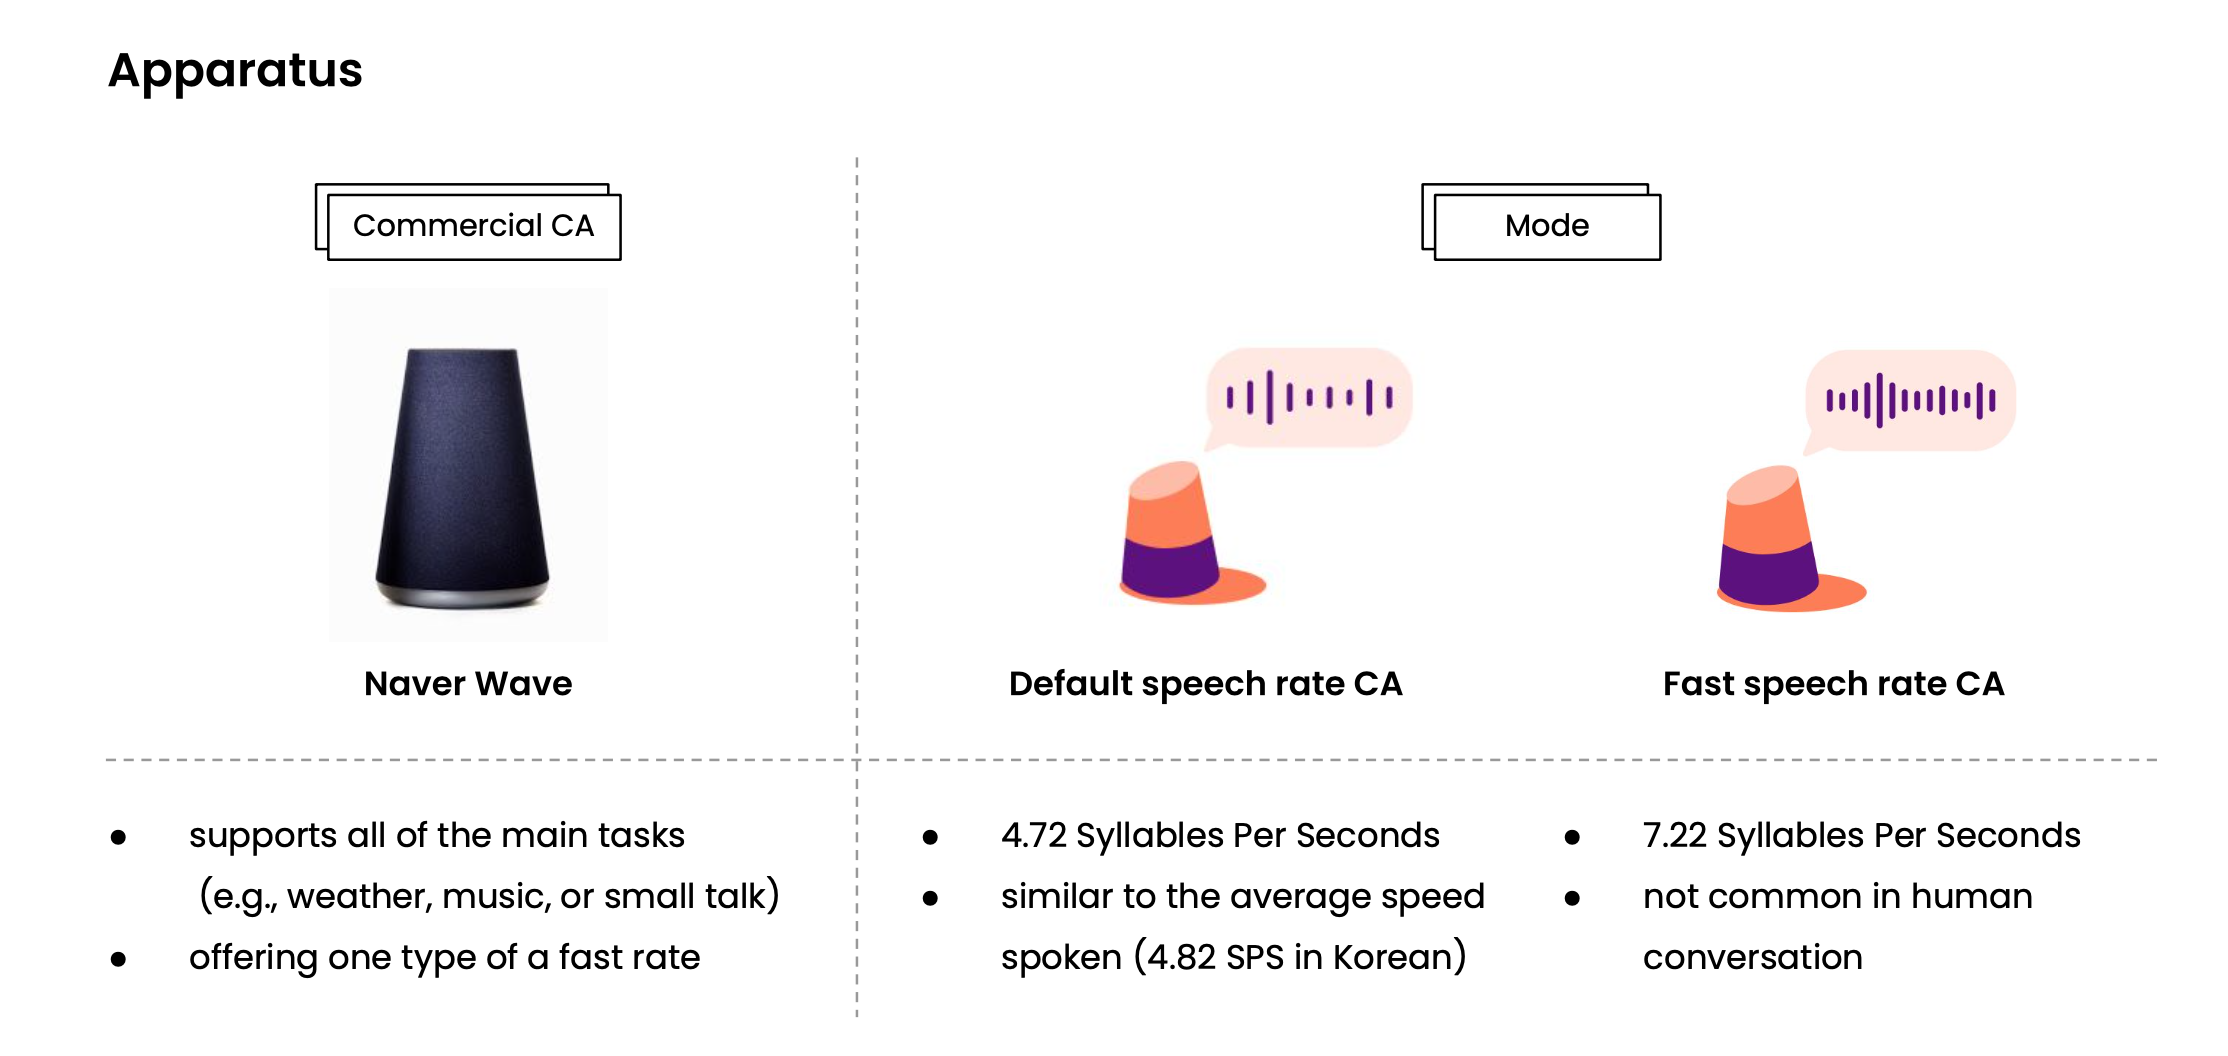 Apparatus
Commercial CA
Naver Wave
supports all of the main tasks
(e.g., weather, music, or small talk)
offering one type of a fast rate
Mode
Default speech rate CA
4.72 Syllables Per Seconds
similar to the average speed
spoken (4.82 SPS in Korean)
Fast speech rate CA
7.22 Syllables Per Seconds
not common in human
conversation